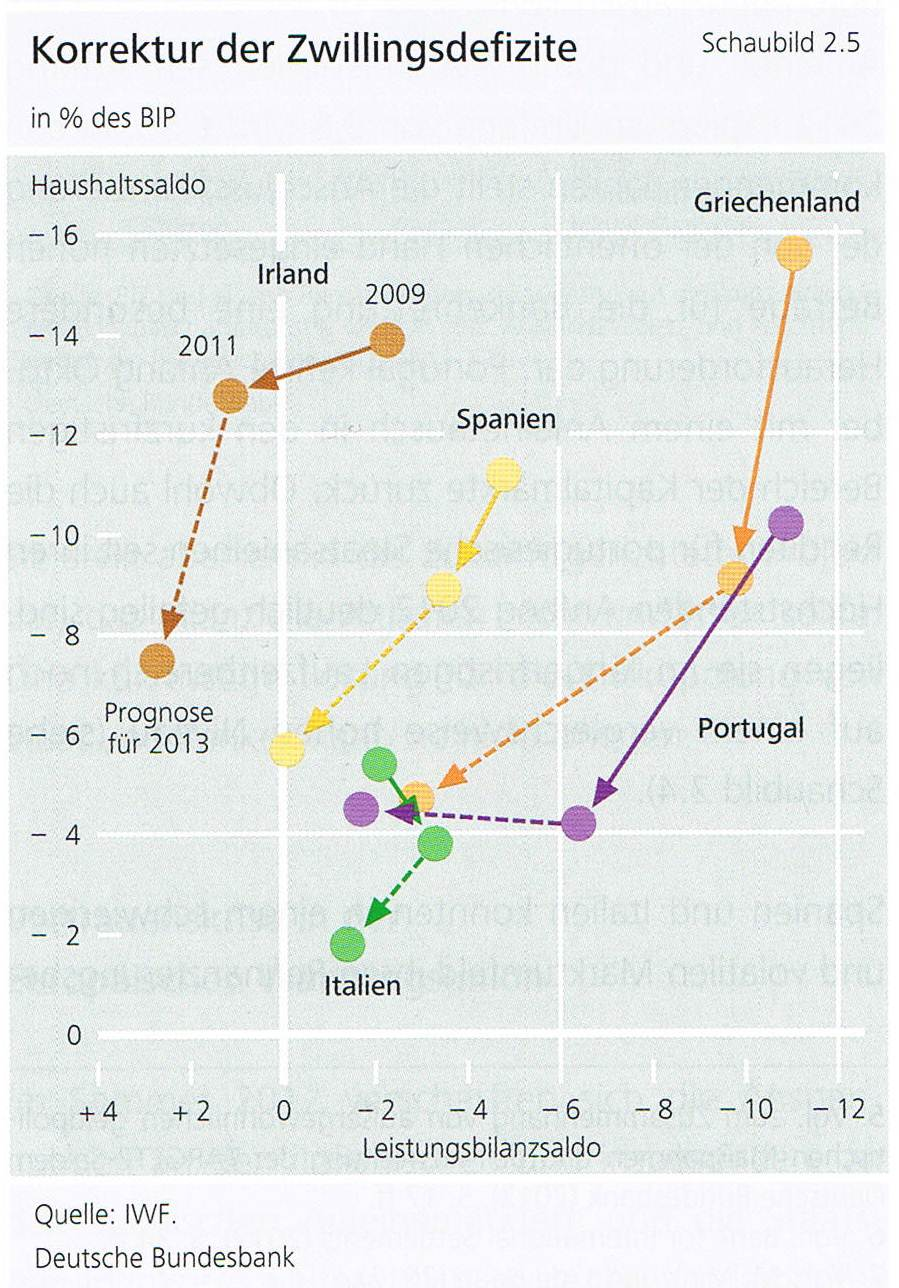 Korrektur der Zwillingsdefizite
Schaubild 2.5
in % des BIP
Haushaltssaldo
Griechenland
− 16
Irland
2009
− 14
2011
− 12
Spanien
− 10
− 8
Prognose
für 2013
− 6
Portugal
− 4
− 2
Italien
0
+ 4 + 2 0 − 2 − 4 − 6 − 8 − 10 − 12
Leistungsbilanzsaldo
Quelle: IWF.
Deutsche Bundesbank